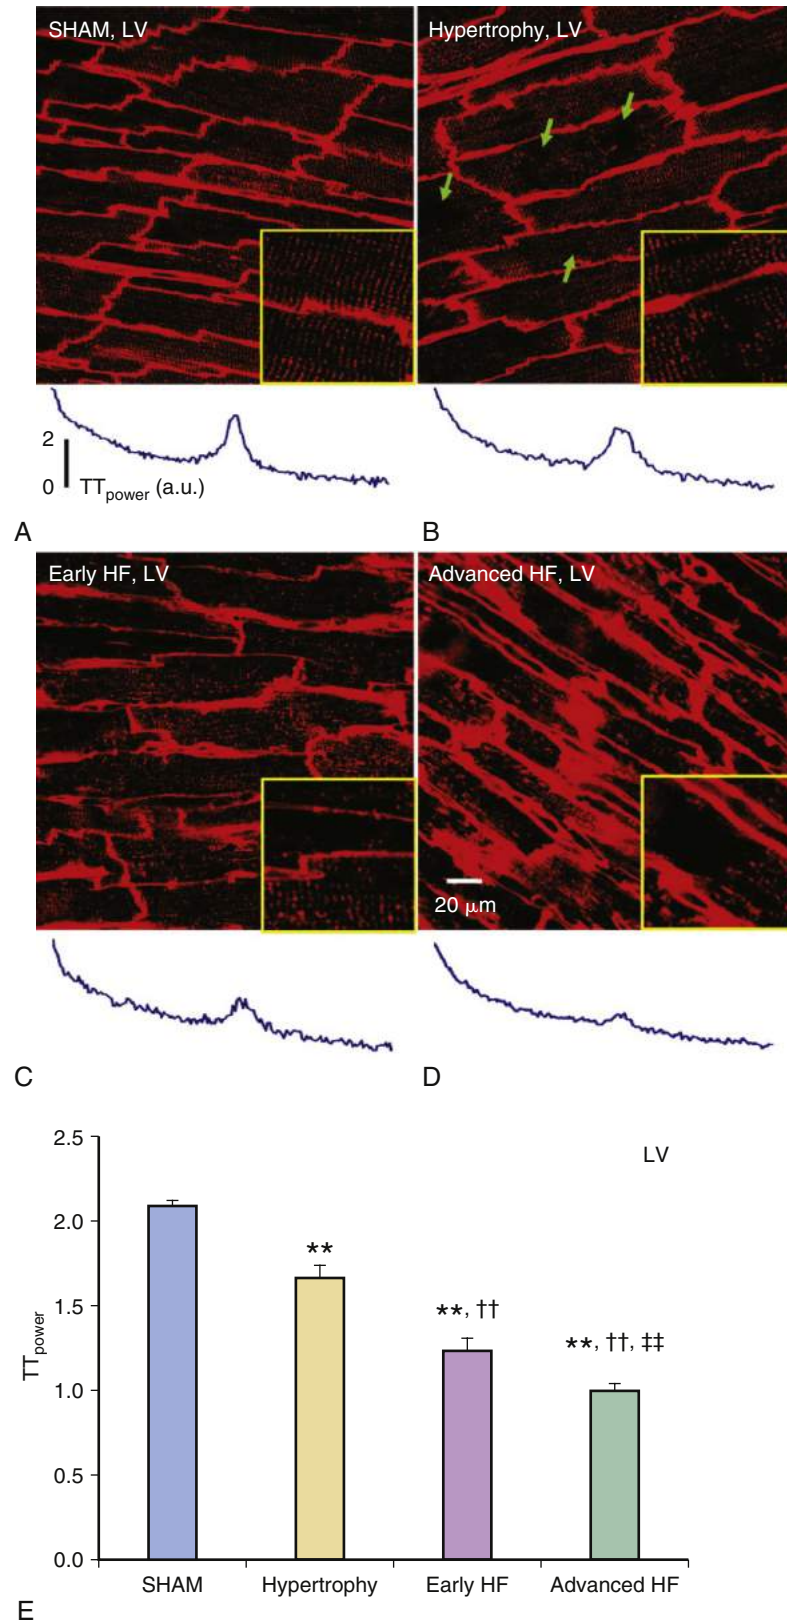 SHAM, LV
Hypertrophy, LV
2
0
TTpower (a.u.)
A
B
Early HF, LV
Advanced HF, LV
20 μm
C
D
2.5
LV
2.0
**
1.5
**, ††
**, ††, ‡‡
TTpower
1.0
0.5
0.0
SHAM
Hypertrophy
Early HF
Advanced HF
E